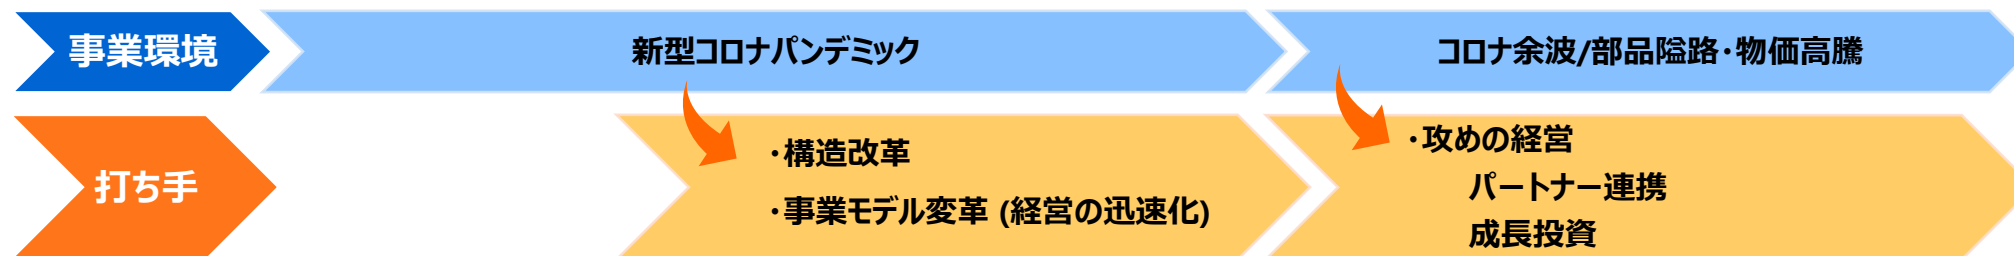 事業環境
新型コロナパンデミック
コロナ余波/部品隘路・物価高騰
打ち手
・構造改革
・事業モデル変革 (経営の迅速化)
・攻めの経営
パートナー連携
成長投資